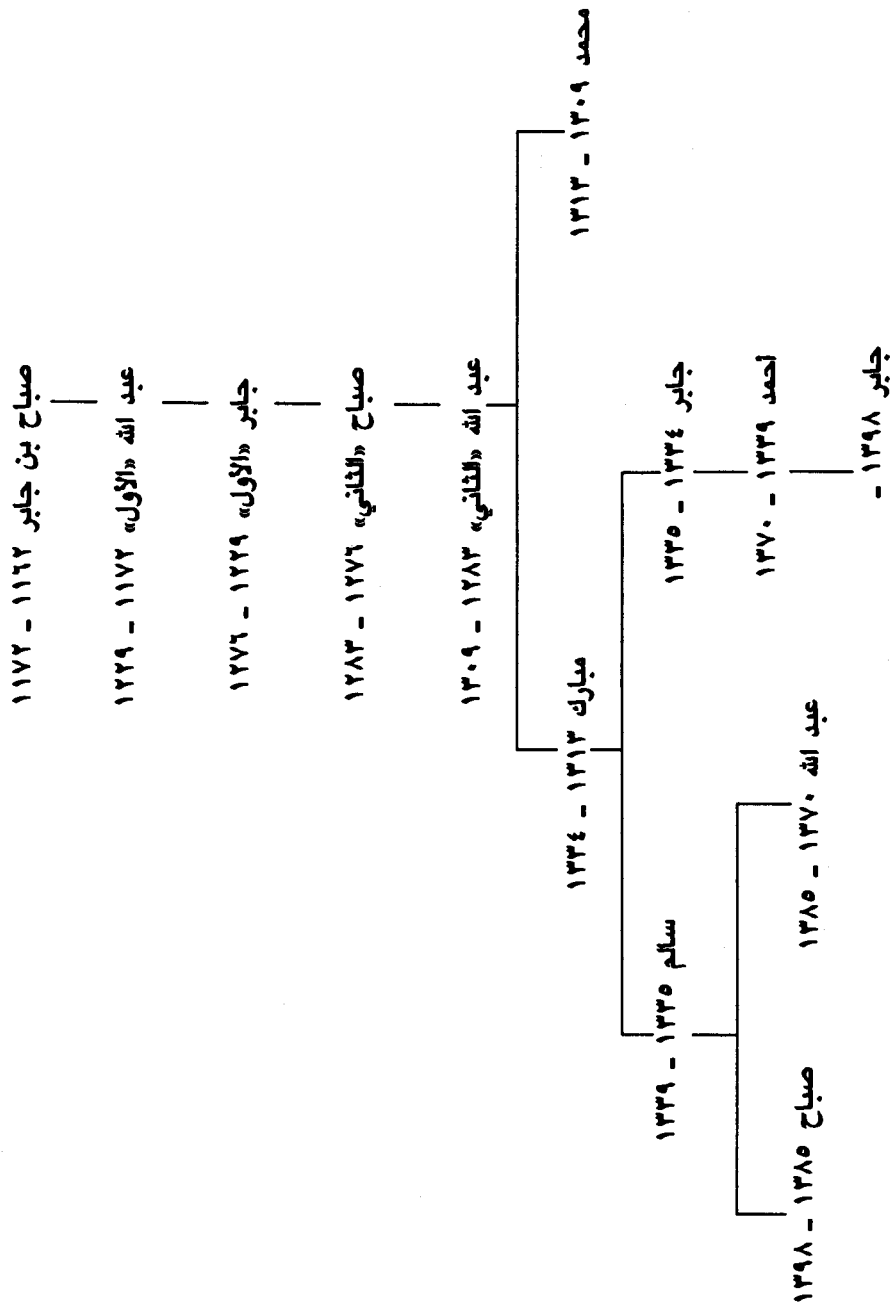 صباح بن جابر ١١٦٢ - ١١٧٢
عبد الله «الأول» ١١٧٢ - ١٢٢٩
جابر «الأول» ١٢٢٩ - ١٢٧٦
صباح «الثاني» ١٢٧٦ - ١٢٨٣
عبد الله «الثاني» ١٢٨٣ - ١٣٠٩
محمد ١٣٠٩ - ١٣١٣
مبارك ١٣١٣ - ١٣٣٤
جابر ١٣٣٤ - ١٣٣٥
سالم ١٣٣٥ - ١٣٣٩
أحمد ١٣٣٩ - ١٣٧٠
عبد الله ١٣٧٠ - ١٣٨٥
صباح ١٣٨٥ - ١٣٩٨
جابر ١٣٩٨ -